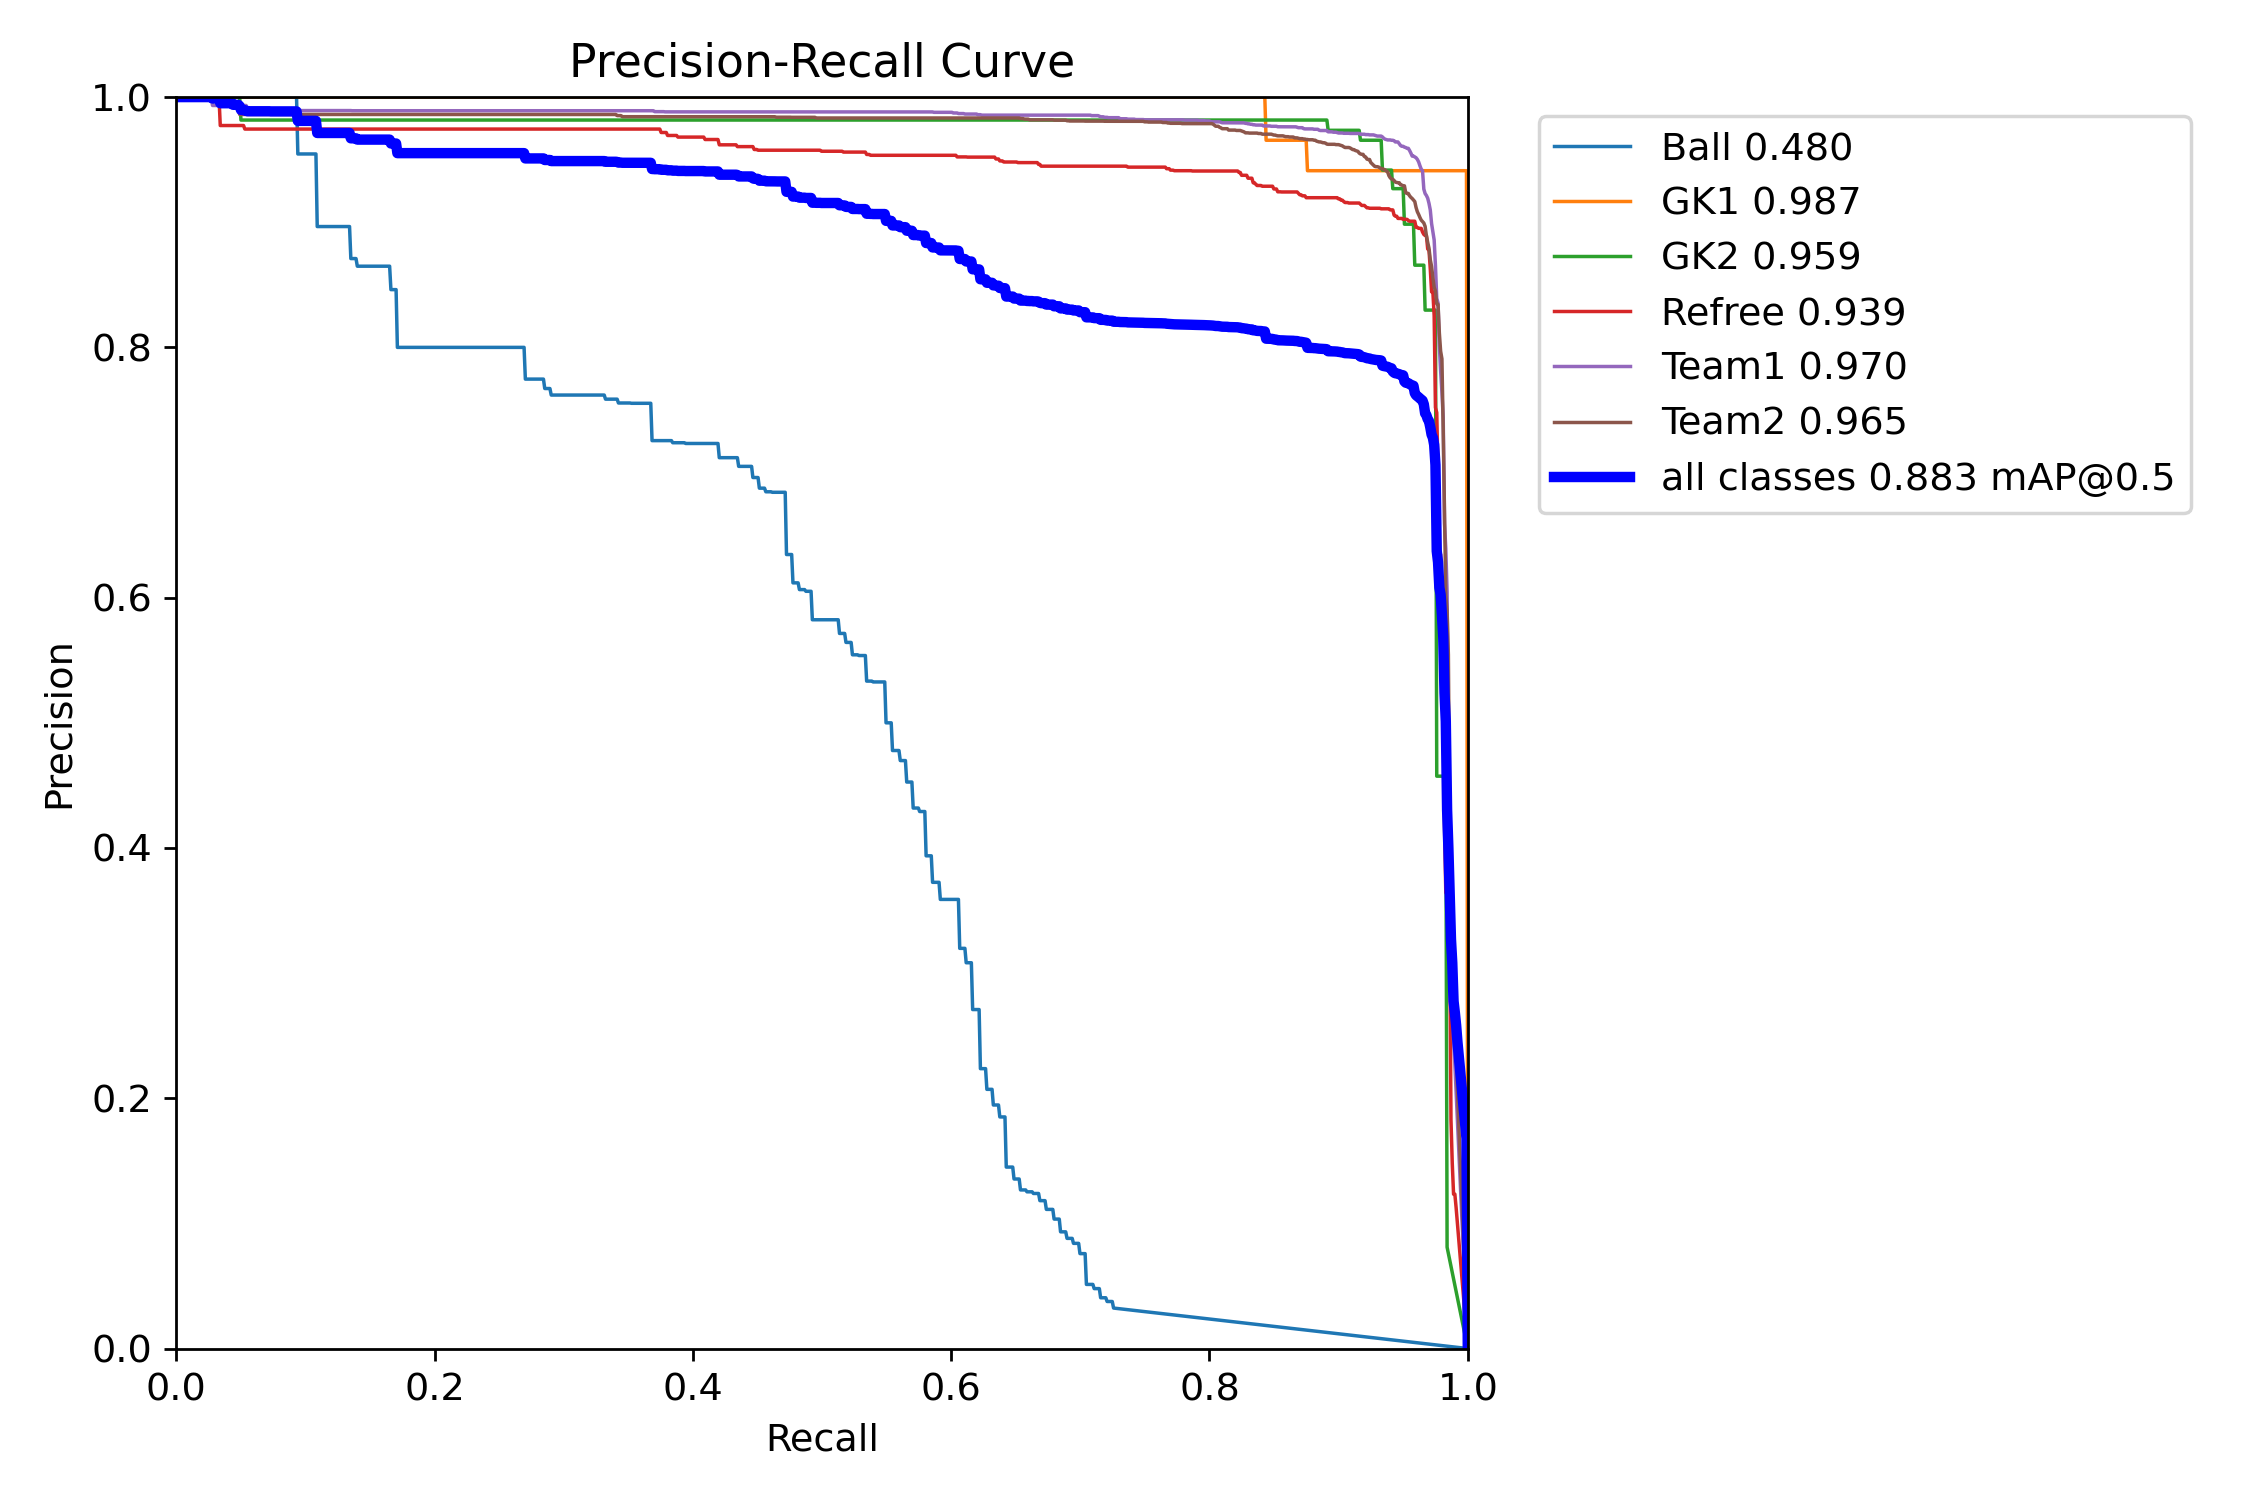 Precision-Recall Curve
1.0
0.8
0.6
0.4
0.2
0.0
Precision
0.0 0.2 0.4 0.6 0.8 1.0
Recall
Ball 0.480
GK1 0.987
GK2 0.959
Refree 0.939
Team1 0.970
Team2 0.965
all classes 0.883 mAP@0.5